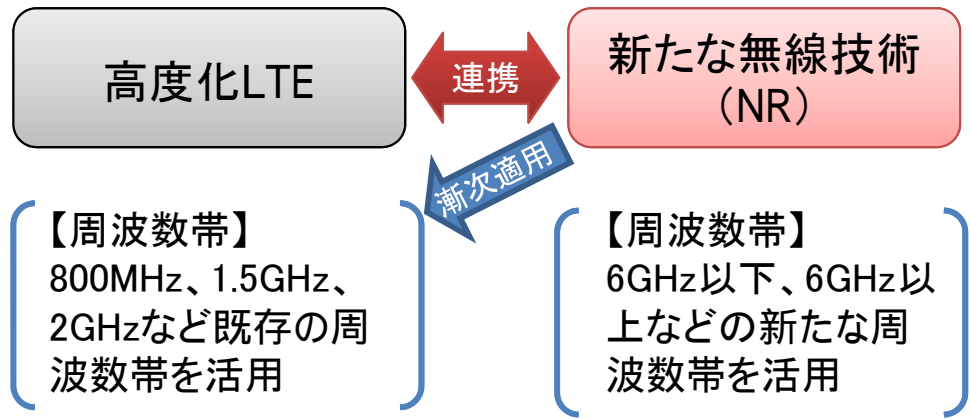 高度化LTE
連携
新たな無線技術
（NR）
漸次適用
【周波数帯】
800MHz、1.5GHz、
2GHzなど既存の周
波数帯を活用
【周波数帯】
6GHz以下、6GHz以
上などの新たな周
波数帯を活用